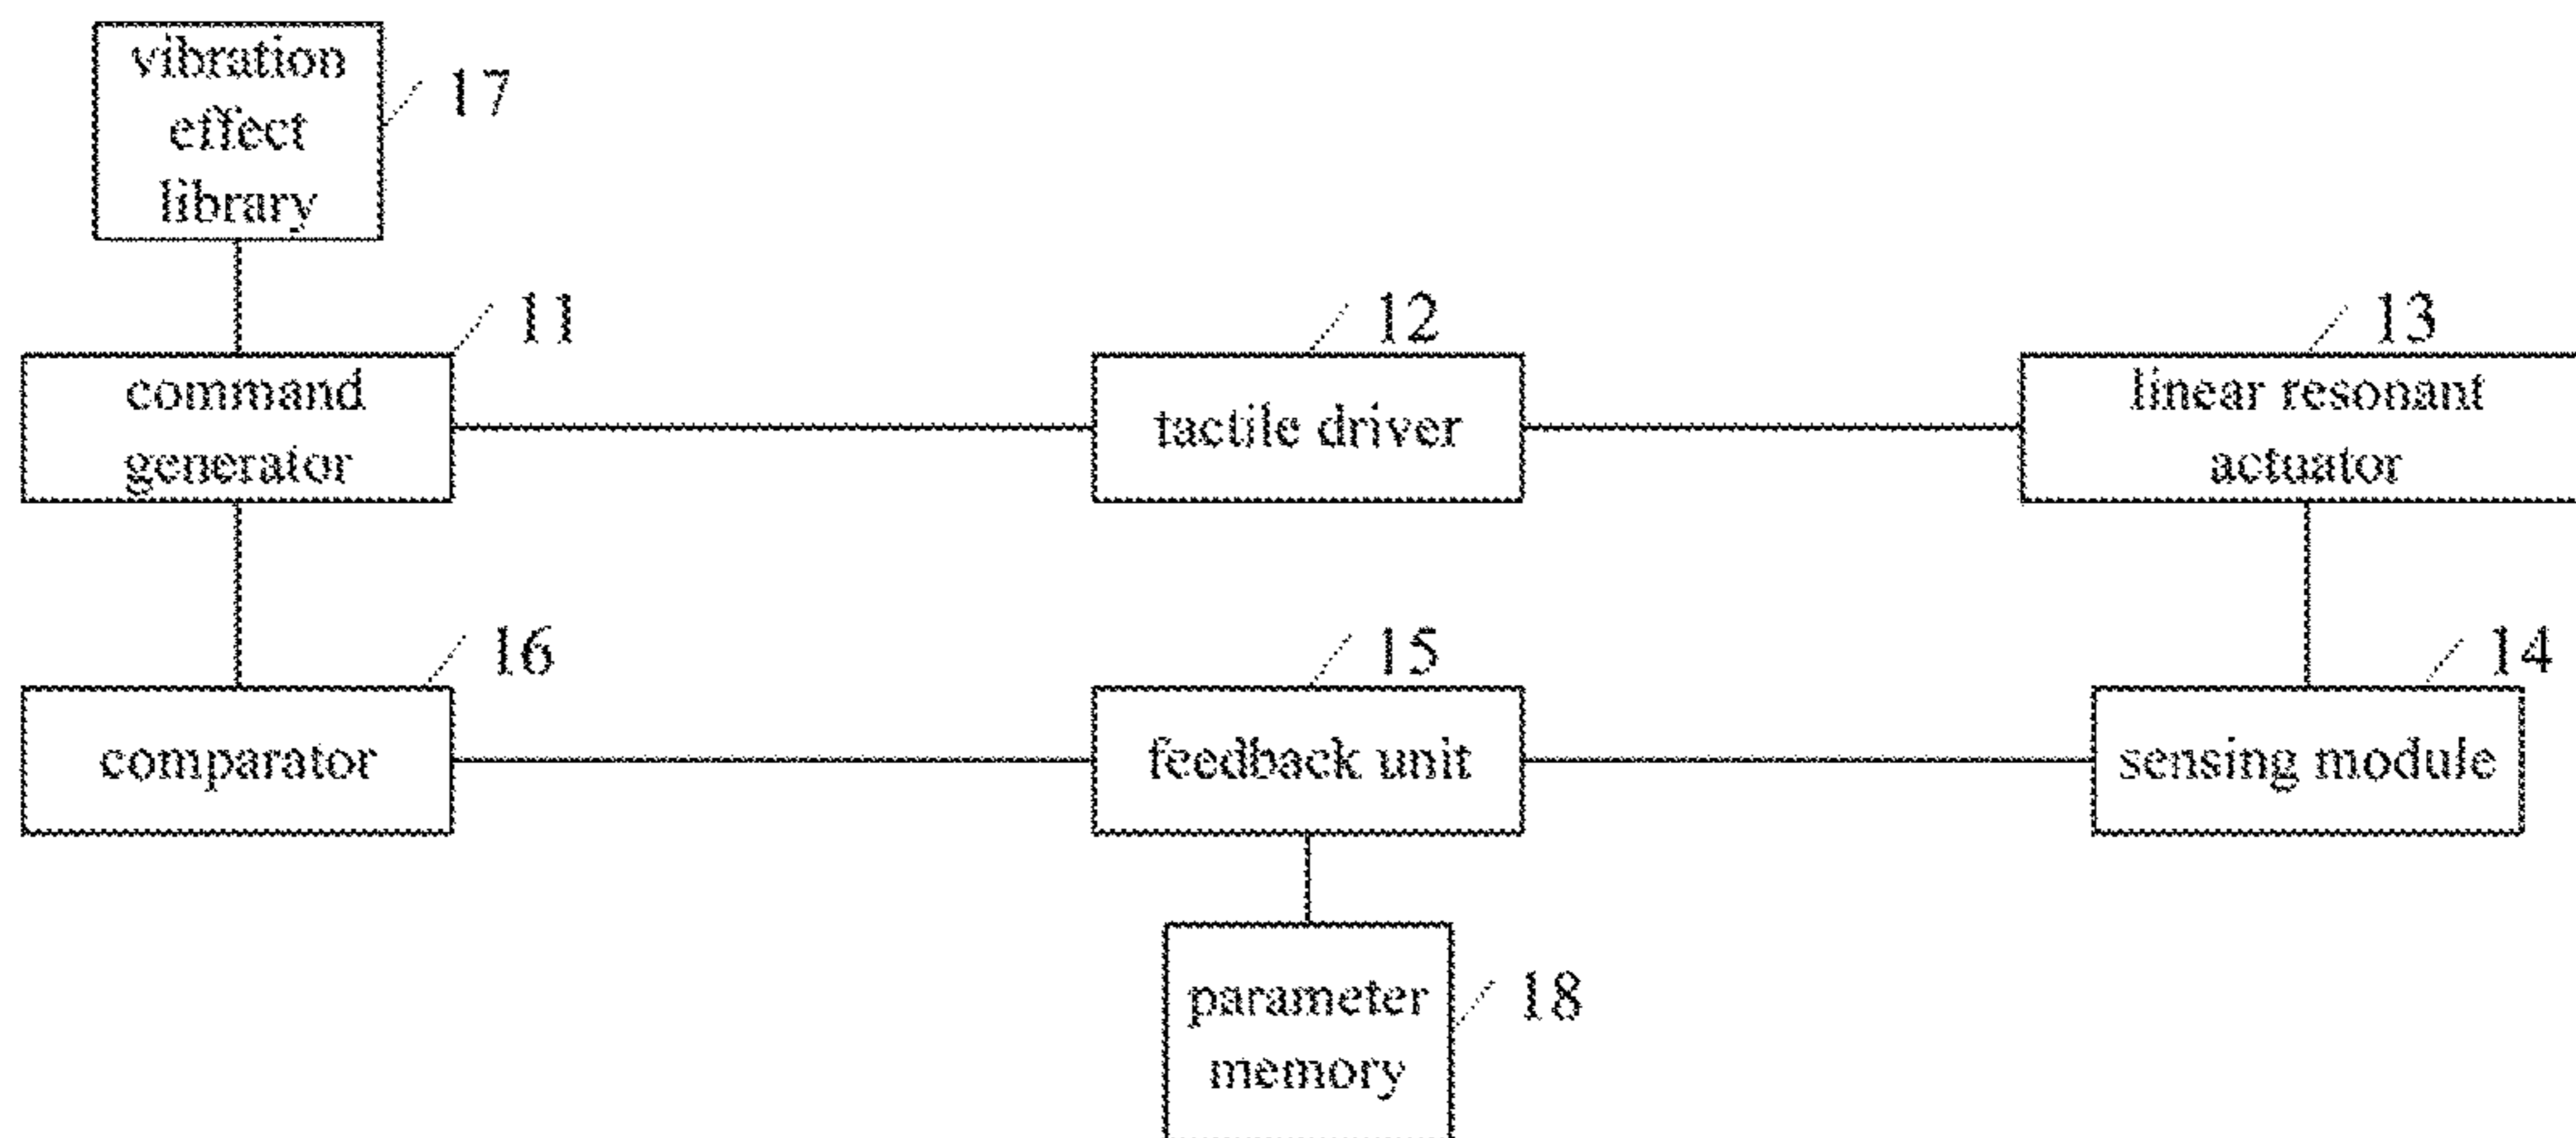 vibration
effect
library
17
11
12
13
command
generator
tactile driver
linear resonant
actuator
16
15
14
comparator
feedback unit
sensing module
parameter
memory
18